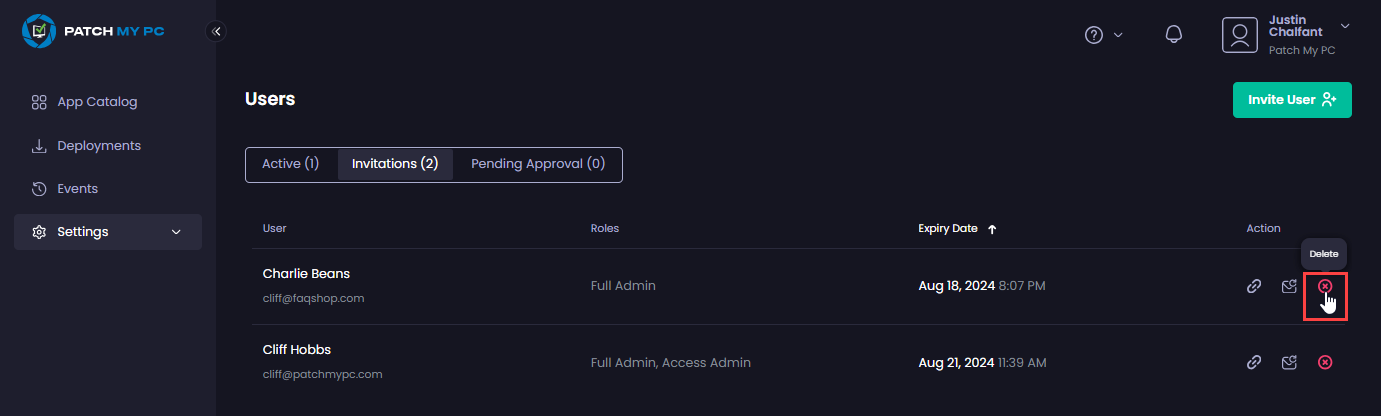 PATCH MY PC
Justin
Chalfant
Patch My PC
App Catalog
Deployments
Events
Settings
Users
Invite User
Active (1) Invitations (2) Pending Approval (0)
User Roles Expiry Date Action
Delete
Charlie Beans
cliff@faqshop.com
Full Admin
Aug 18, 2024 8:07 PM
Cliff Hobbs
cliff@patchmypc.com
Full Admin, Access Admin
Aug 21, 2024 11:39 AM